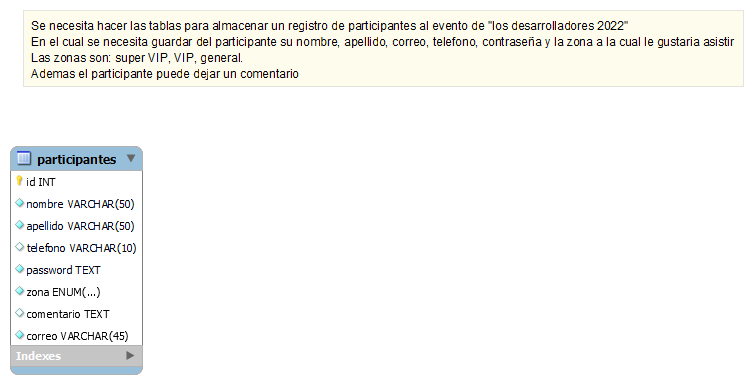 Se necesita hacer las tablas para almacenar un registro de participantes al evento de "los desarrolladores 2022"
En el cual se necesita guardar del participante su nombre, apellido, correo, telefono, contraseña y la zona a la cual le gustaria asistir
Las zonas son: super VIP, VIP, general.
Ademas el participante puede dejar un comentario
participantes
id INT
nombre VARCHAR(50)
apellido VARCHAR(50)
telefono VARCHAR(10)
password TEXT
zona ENUM(...)
comentario TEXT
correo VARCHAR(45)
Indexes